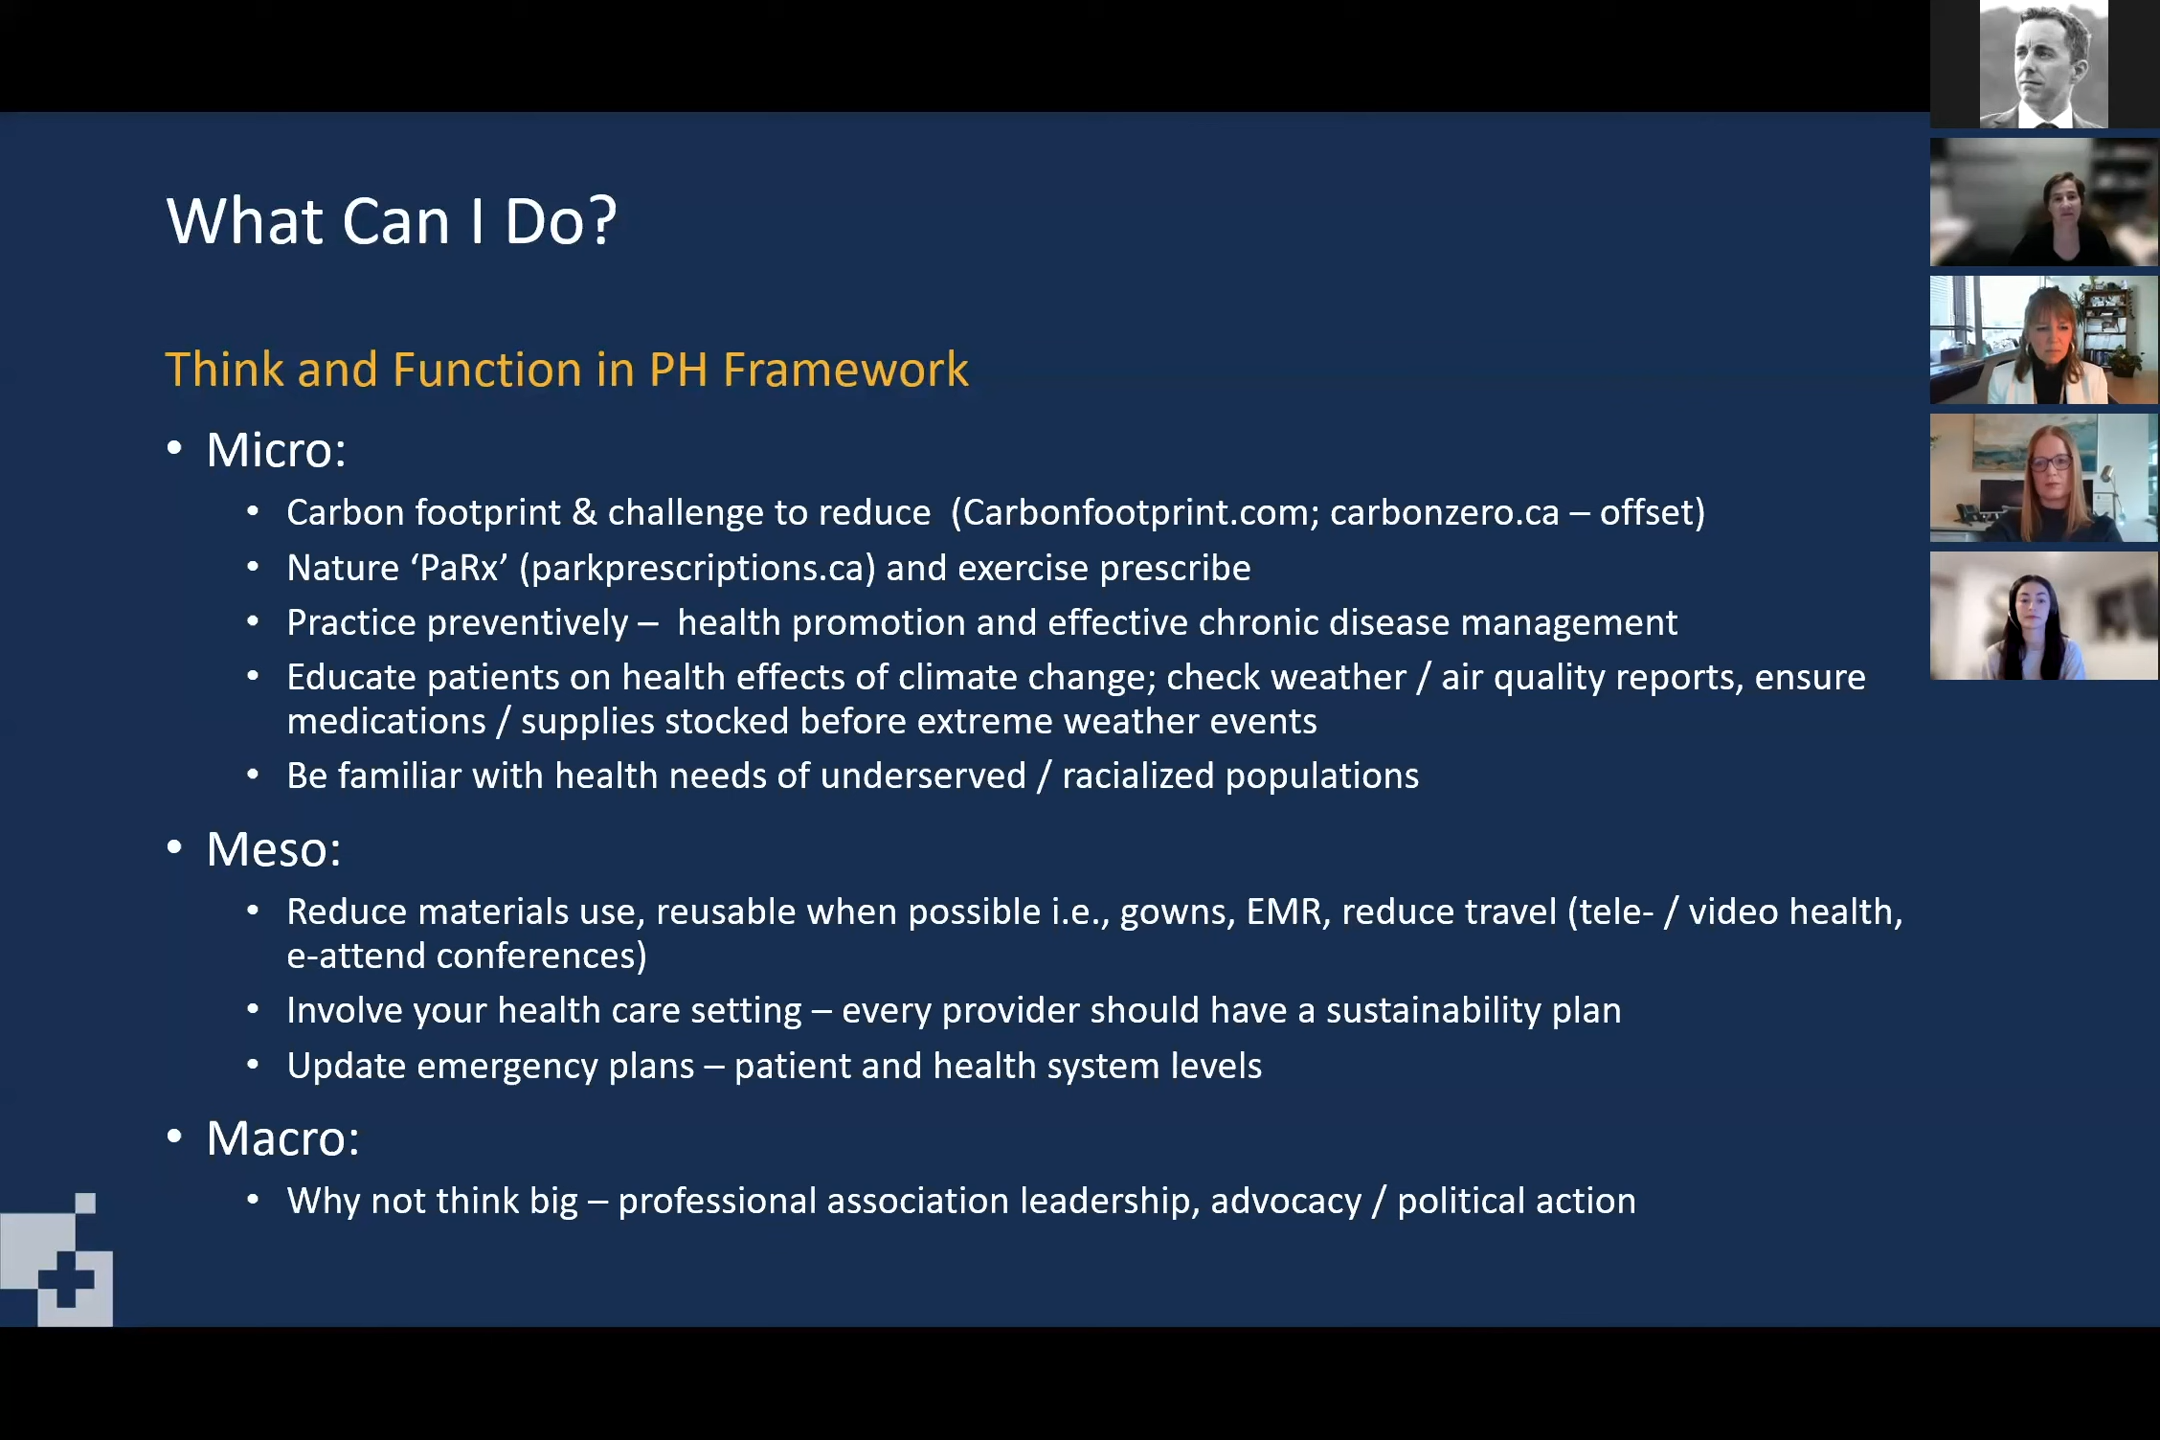 What Can I Do?
Think and Function in PH Framework
• Micro:
• Carbon footprint & challenge to reduce  (Carbonfootprint.com; carbonzero.ca – offset)
• Nature ‘PaRx’ (parkprescriptions.ca) and exercise prescribe
• Practice preventively –  health promotion and effective chronic disease management
• Educate patients on health effects of climate change; check weather / air quality reports, ensure
medications / supplies stocked before extreme weather events
• Be familiar with health needs of underserved / racialized populations
• Meso:
• Reduce materials use, reusable when possible i.e., gowns, EMR, reduce travel (tele- / video health,
e-attend conferences)
• Involve your health care setting – every provider should have a sustainability plan
• Update emergency plans – patient and health system levels
• Macro:
• Why not think big – professional association leadership, advocacy / political action